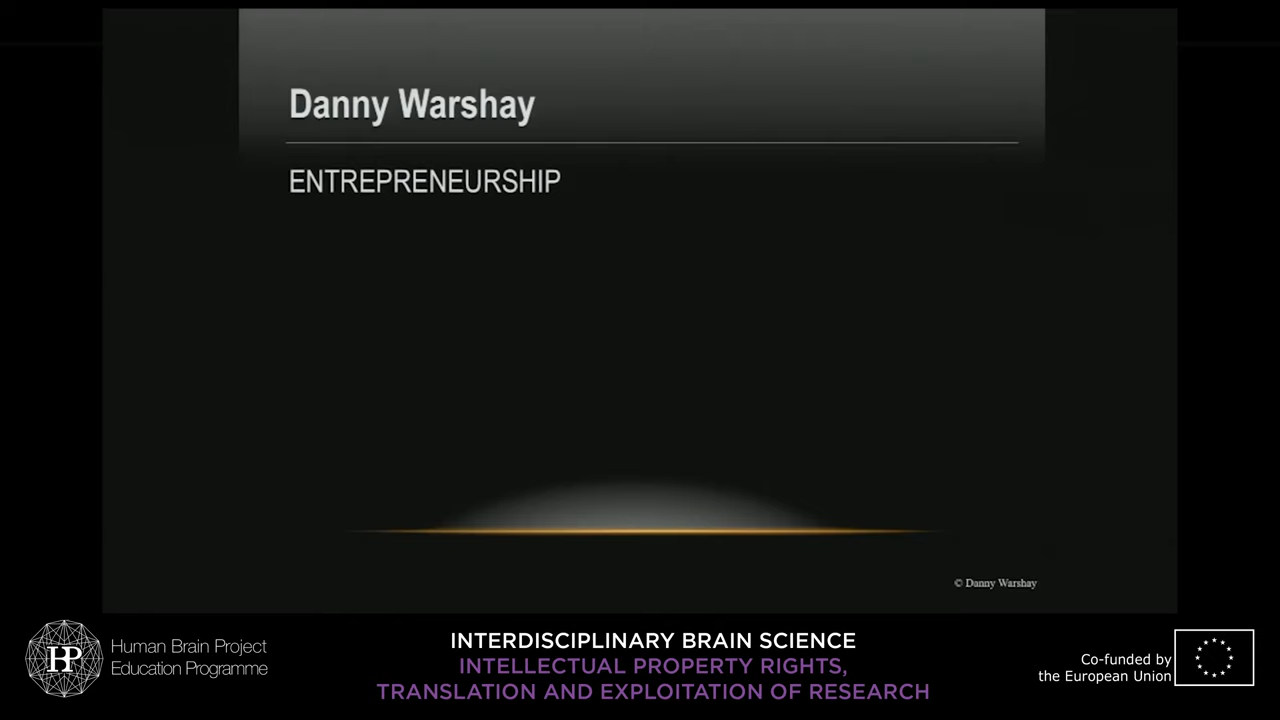 Danny Warshay
ENTREPRENEURSHIP
© Danny Warshay
HP
Human Brain Project
Education Programme
INTERDISCIPLINARY BRAIN SCIENCE
INTELLECTUAL PROPERTY RIGHTS,
TRANSLATION AND EXPLOITATION OF RESEARCH
Co-funded by
the European Union